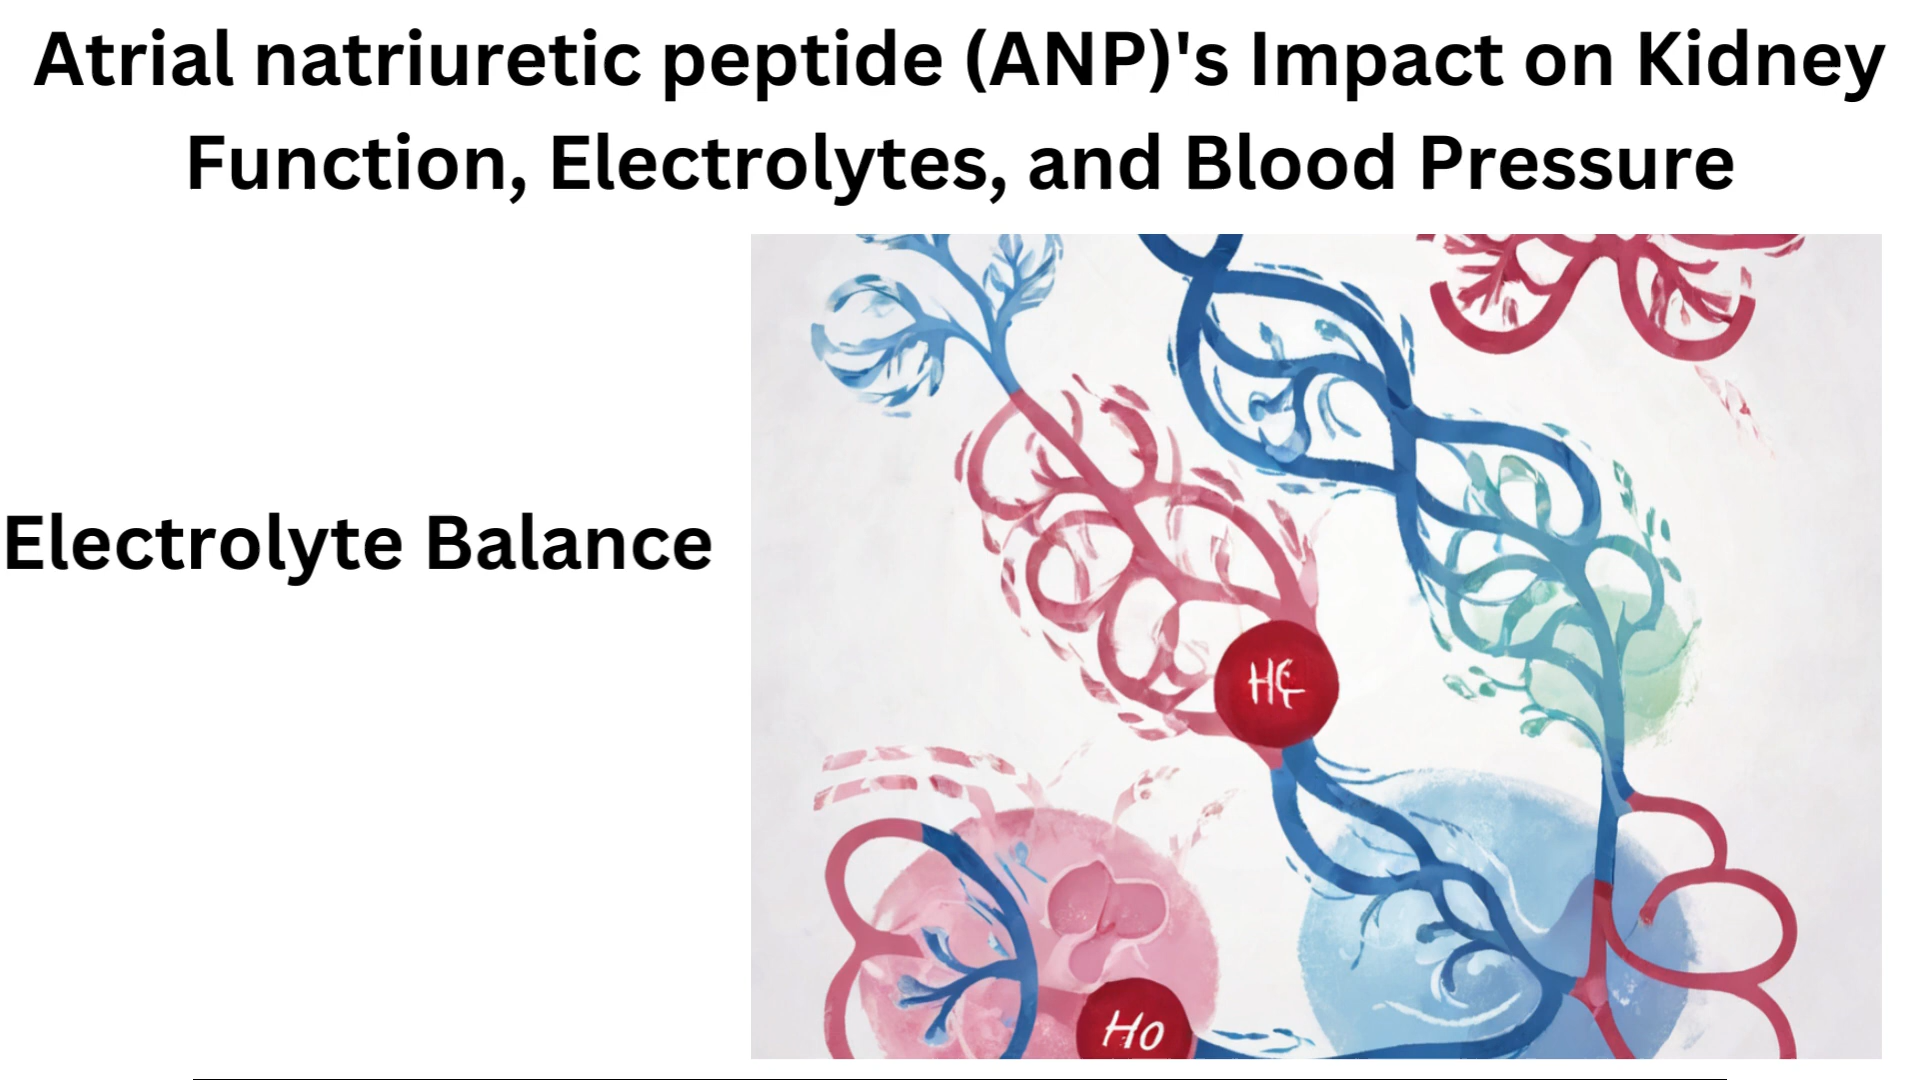 Atrial natriuretic peptide (ANP)'s Impact on Kidney
Function, Electrolytes, and Blood Pressure
Electrolyte Balance
Ho